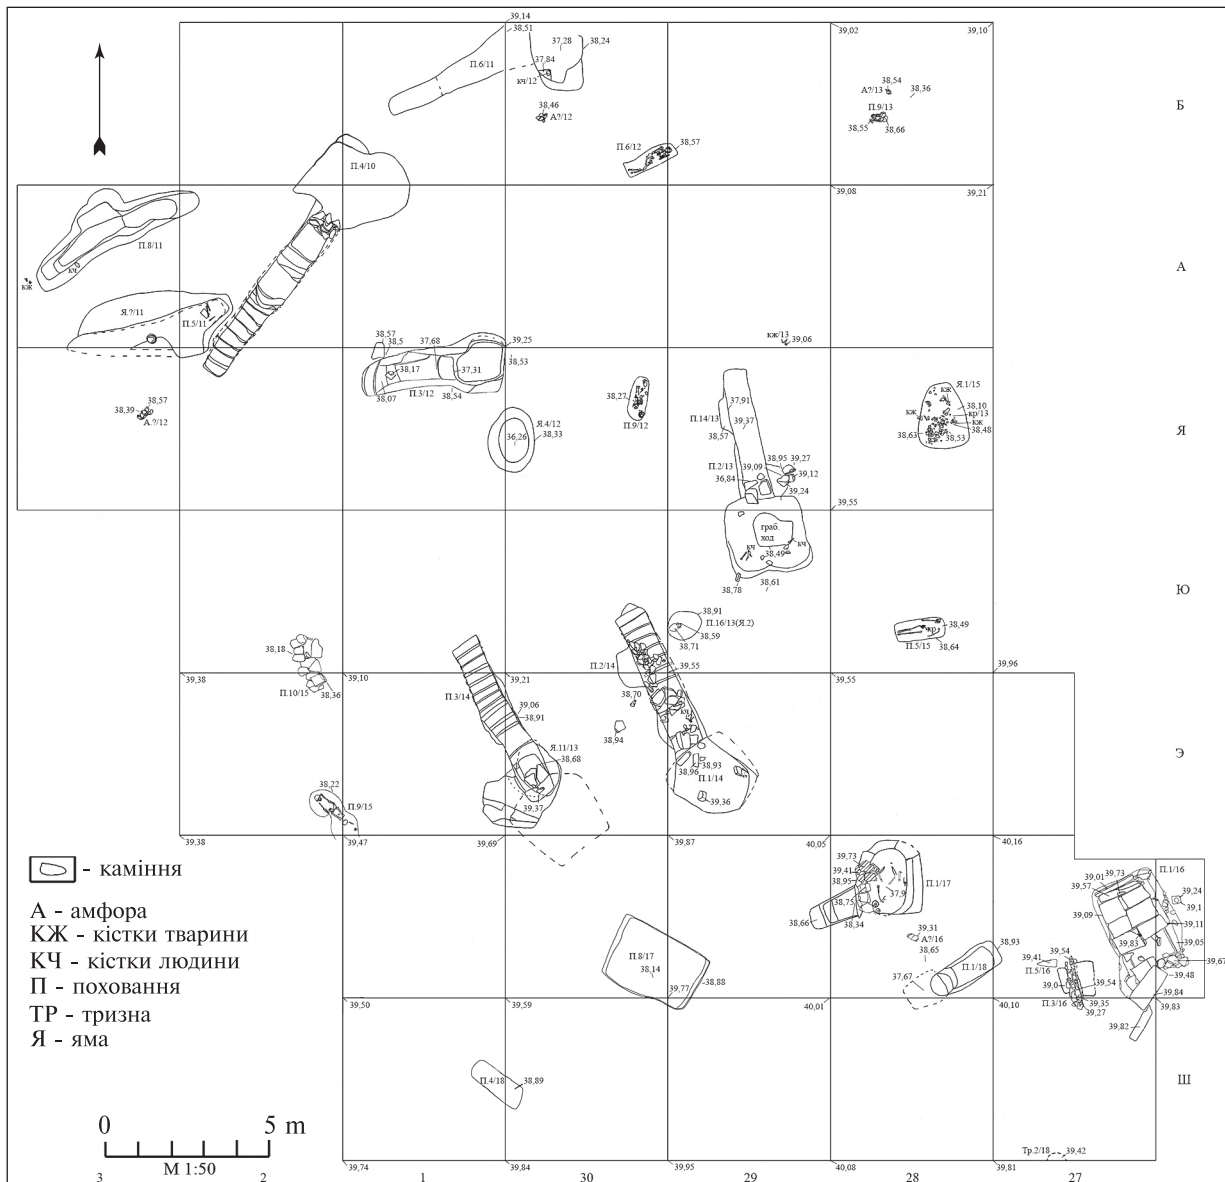 39,14
38,51
37,28
38,24
39,02
39,10
П.6/11
37,84
кч/12
38,54
А?/13
38,36
Б
38,46
А?/12
П.9/13
38,55
38,66
П.6/12
38,57
П.4/10
39,08
39,21
П.8/11
кч
кж
А
Я.?/11
П.5/11
кж/13
39,06
39,25
38,57
38,5
37,68
38,53
38,17
37,31
38,07
П.3/12
38,54
38,57
38,39
А.?/12
38,27
П.9/12
37,91
П.14/13
39,37
38,57
Я.1/15
кж
38,10
кр/13
кж
кж
38,48
38,63
38,53
Я
Я.4/12
36,26
38,33
38,95
39,27
П.2/13
39,09
39,12
36,84
39,24
39,55
граб.
ход
кч
кч
38,49
38,78
38,61
Ю
38,91
П.16/13(Я.2)
38,59
38,71
38,49
кр
П.5/15
38,64
38,18
П.10/15
38,36
П.2/14
39,55
39,38
39,10
39,21
39,55
39,96
П.3/14
39,06
38,91
38,70
кч
38,94
Я.11/13
38,68
38,93
38,96
П.1/14
39,36
Э
38,22
П.9/15
39,37
39,38
39,47
39,69
39,87
40,05
40,16
39,73
39,41
38,95
П.1/17
37,9
38,75
38,66
38,34
39,31
А?/16
38,65
38,93
П.1/18
37,67
П.1/16
39,73
39,01
39,57
39,24
39,1
39,09
39,11
39,05
39,83
39,67
39,48
39,84
39,54
39,41
П.5/16
39,0
39,54
П.3/16
39,35
39,27
39,83
39,82
П.8/17
38,14
38,88
39,77
39,50
39,59
40,01
40,10
П.4/18
38,89
Ш
Тр.2/18
39,42
39,74
39,84
39,95
40,08
39,81
- каміння
А - амфора
КЖ - кістки тварини
КЧ - кістки людини
П - поховання
ТР - тризна
Я - яма
0 5 m
М 1:50
3 2 1 30 29 28 27